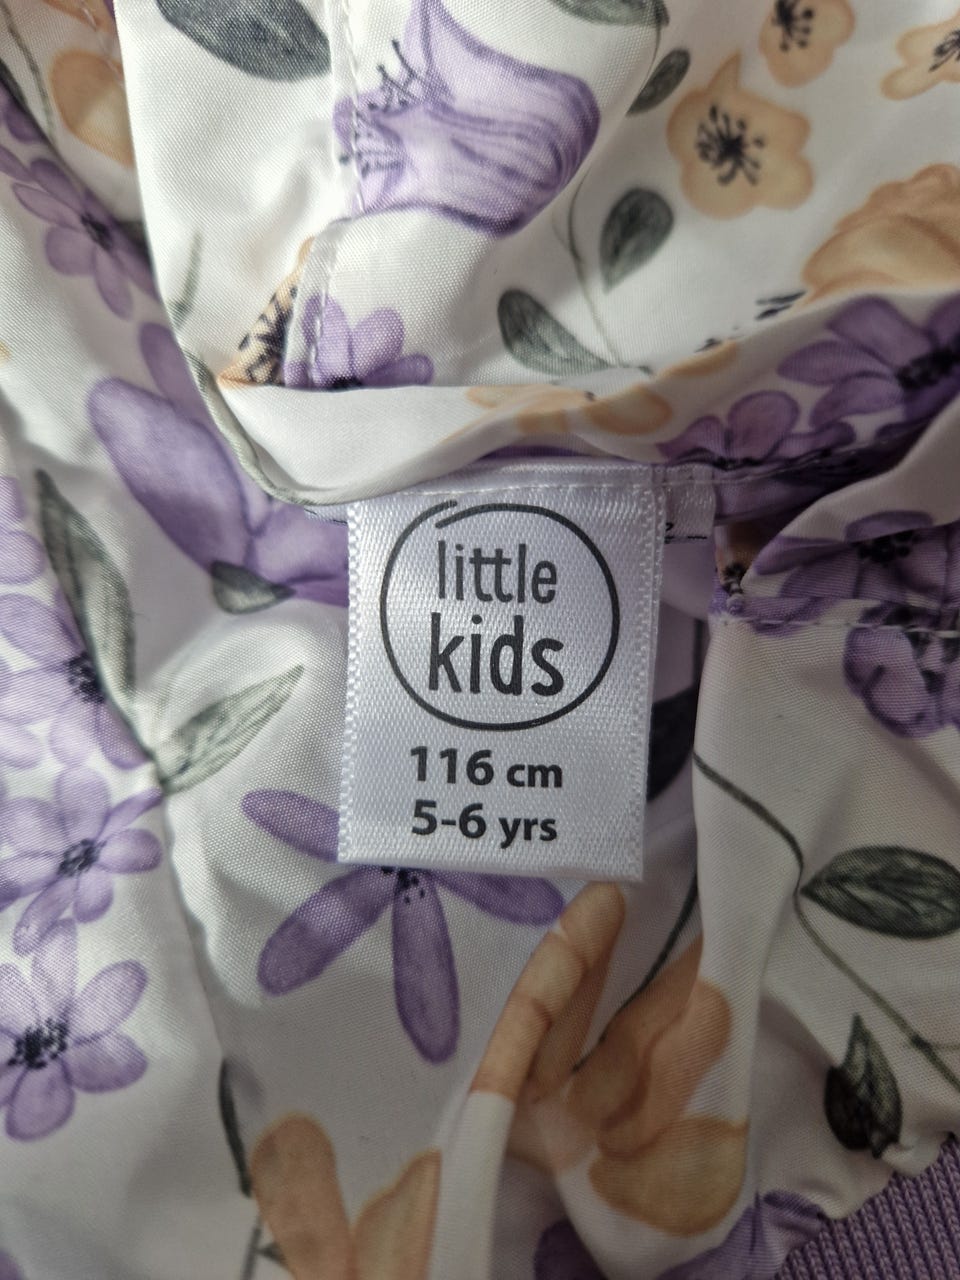 little
kids
116 cm
5-6 yrs